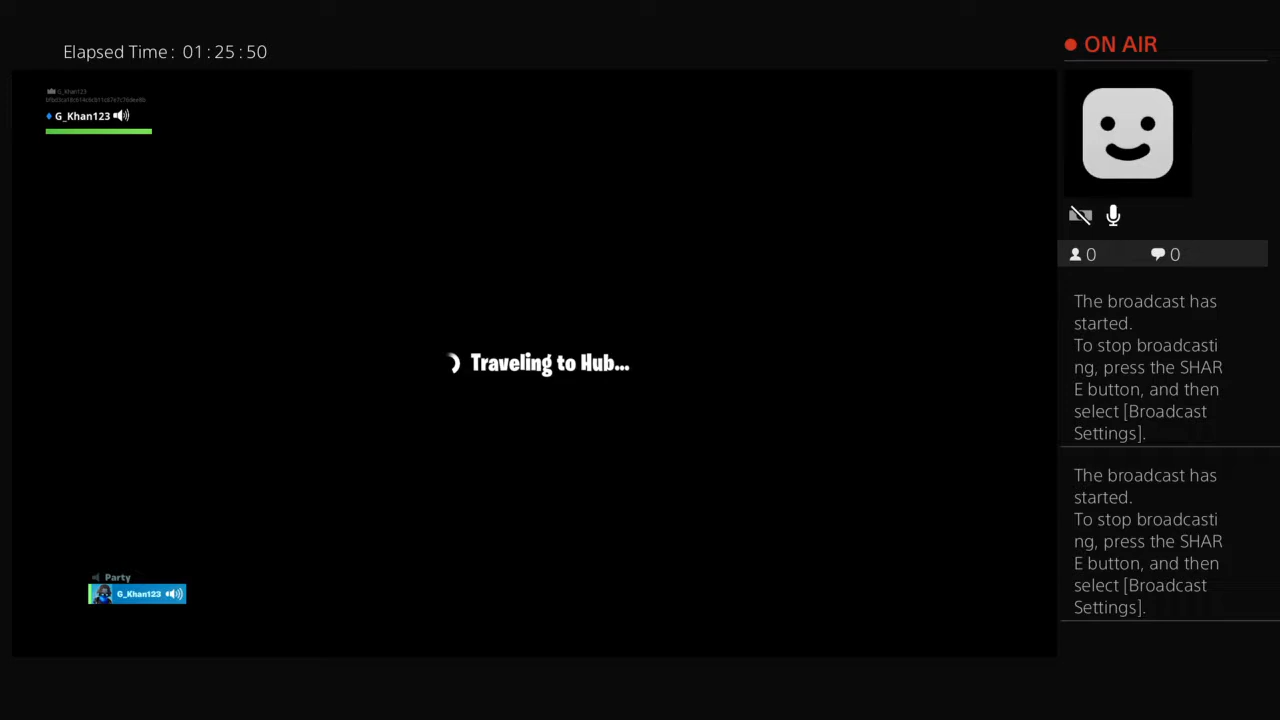 Elapsed Time: 01:25:50
ON AIR
G_Khan123
G_Khan123
Traveling to Hub...
Party
G_Khan123
0
0
The broadcast has
started.
To stop broadcasti
ng, press the SHAR
E button, and then
select [Broadcast
Settings].
The broadcast has
started.
To stop broadcasti
ng, press the SHAR
E button, and then
select [Broadcast
Settings].